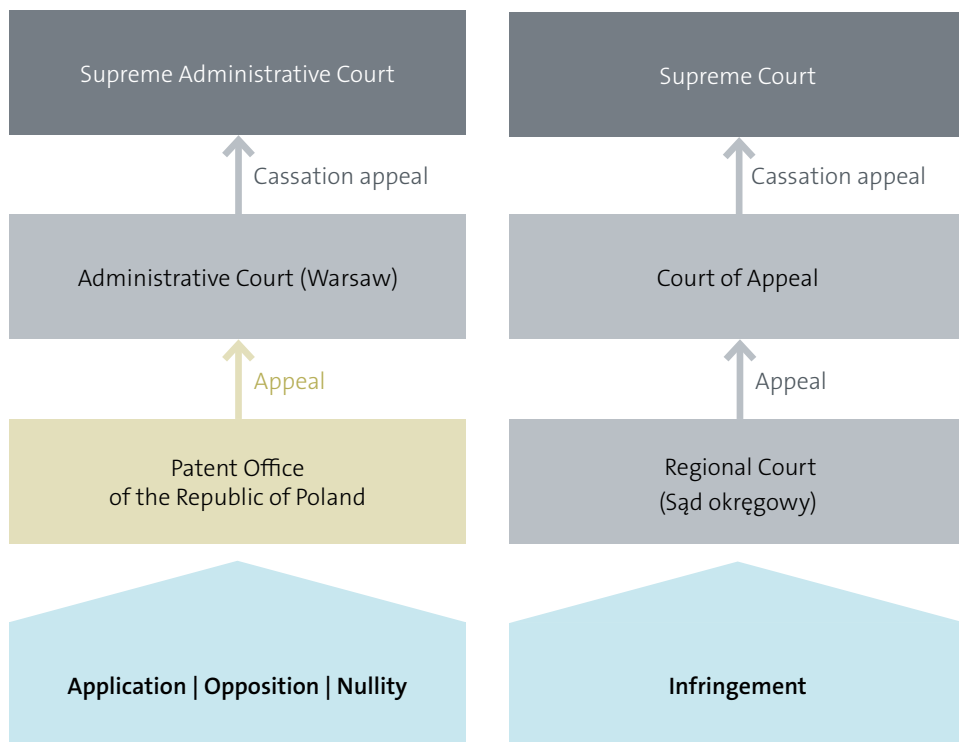 Supreme Administrative Court
Cassation appeal
Administrative Court (Warsaw)
Appeal
Patent Office
of the Republic of Poland
Application | Opposition | Nullity
Supreme Court
Cassation appeal
Court of Appeal
Appeal
Regional Court
(Sąd okręgowy)
Infringement